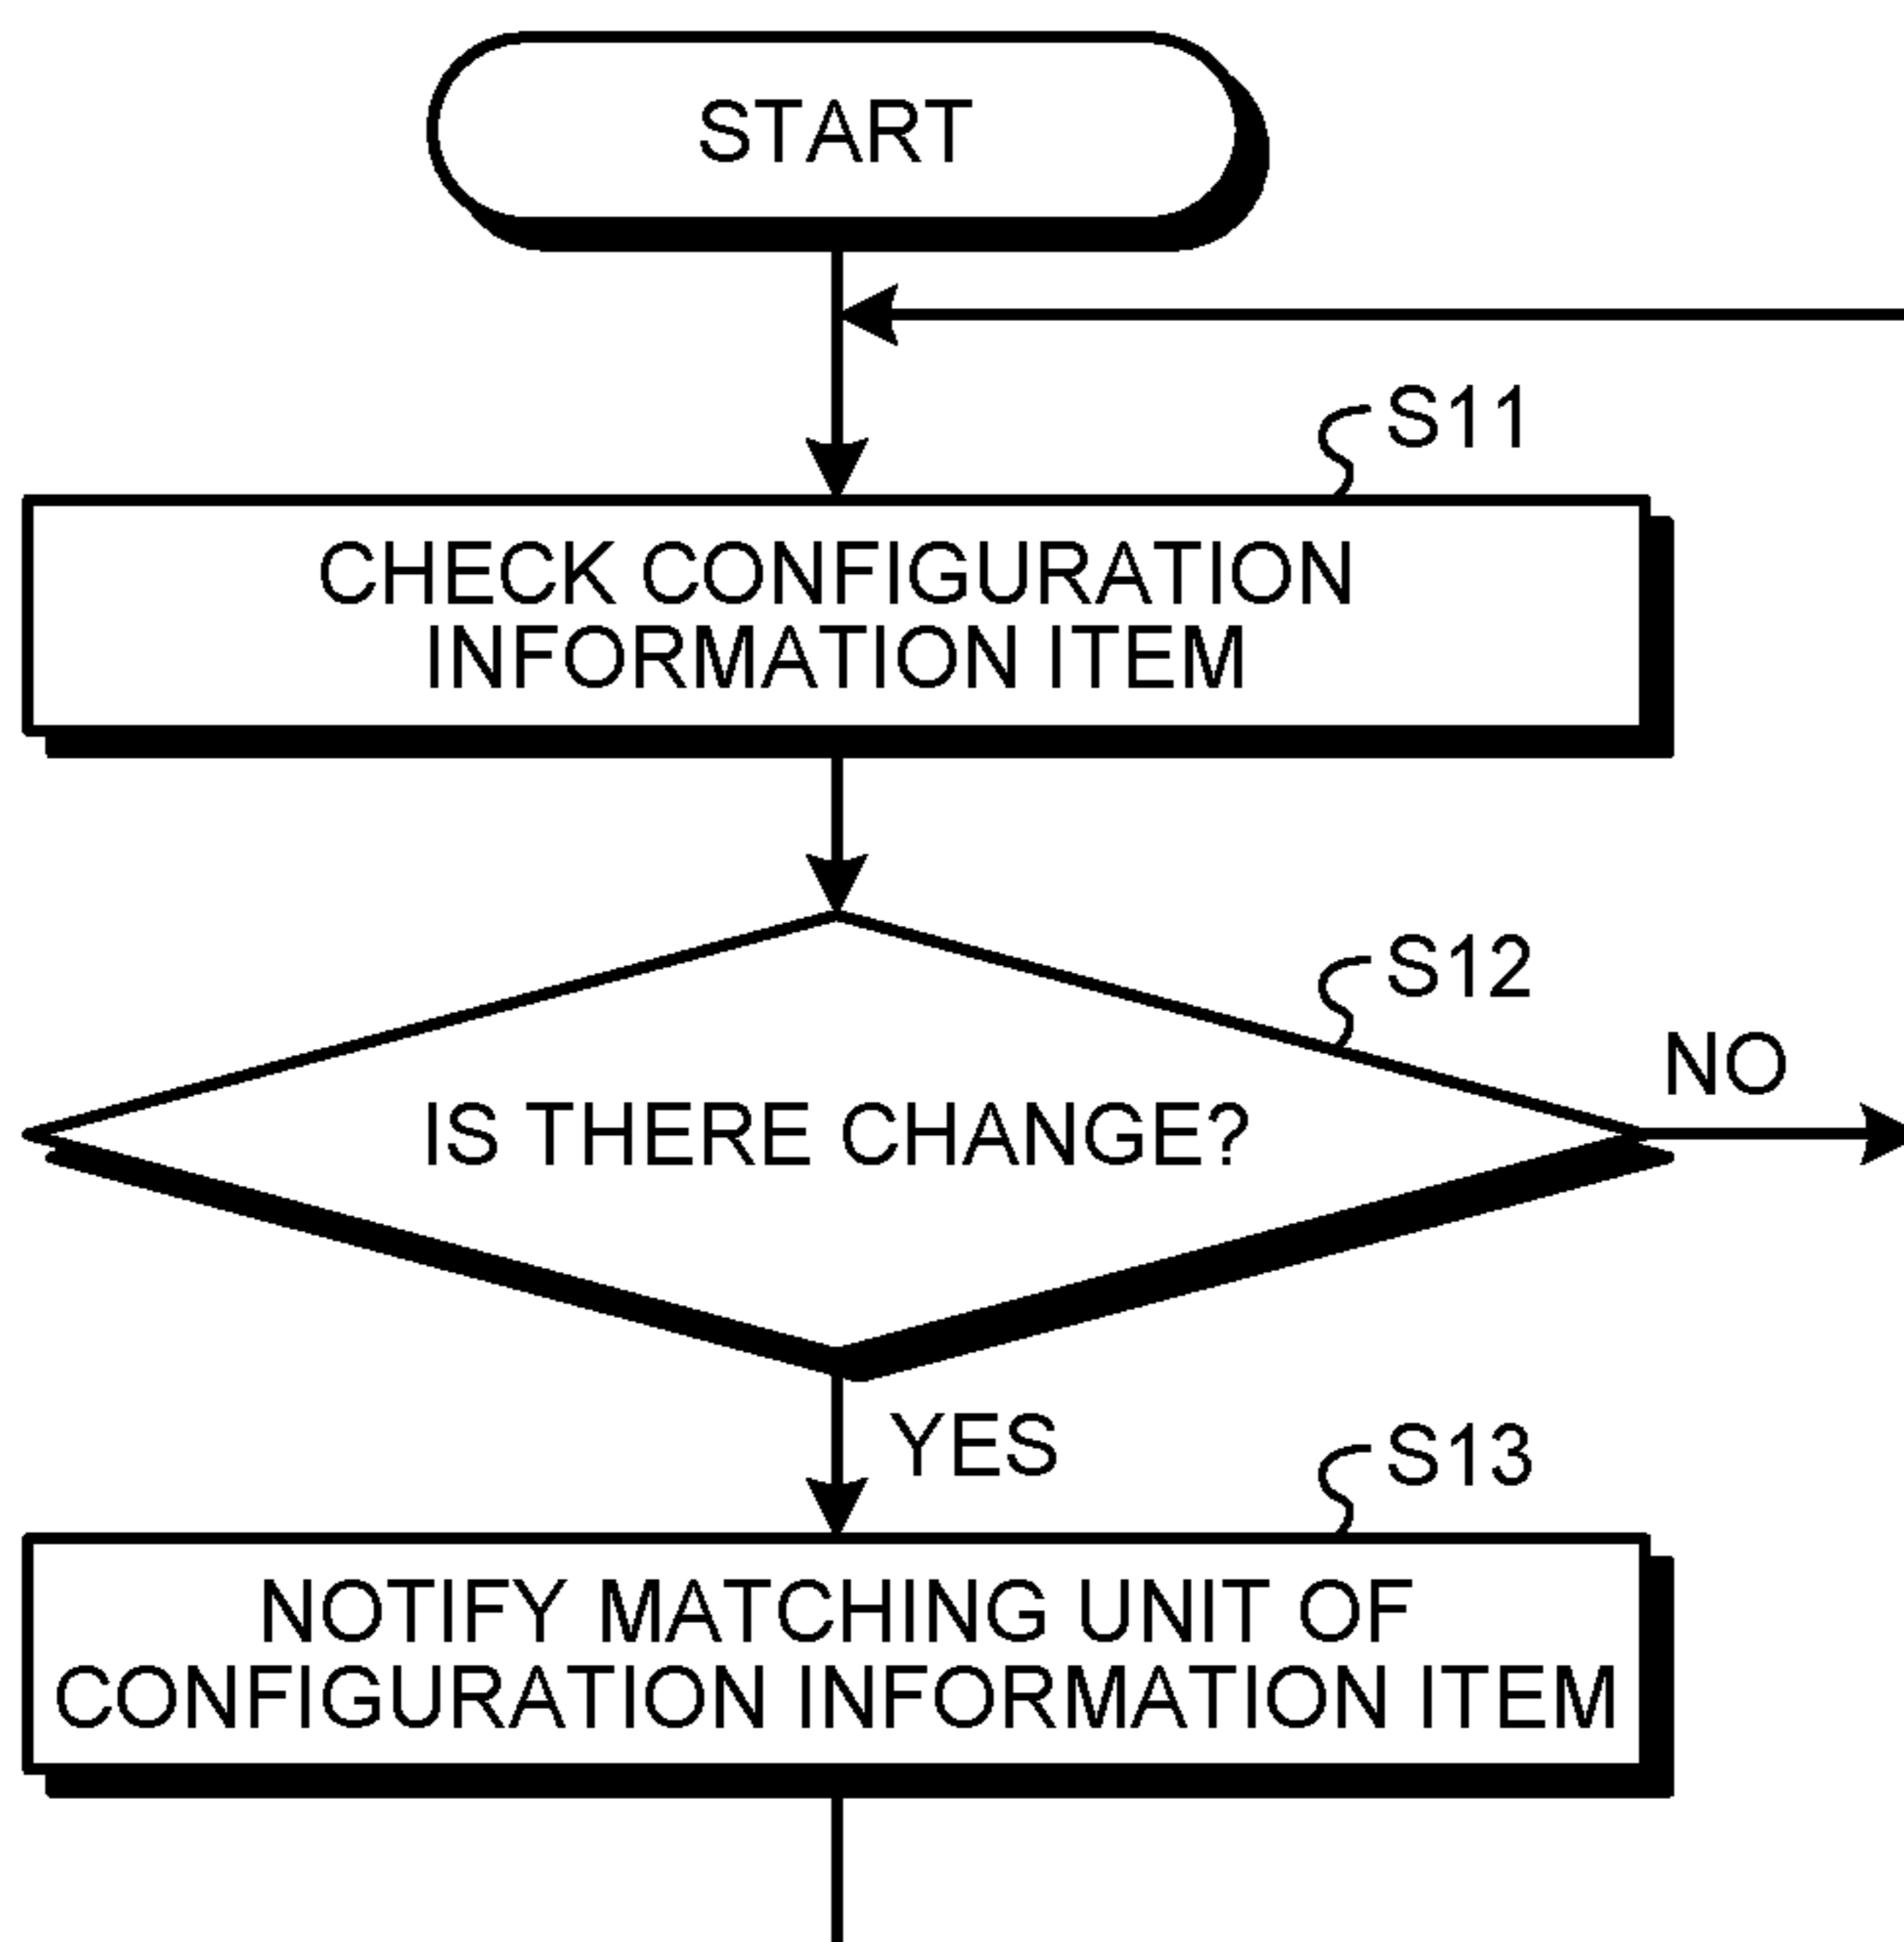 START
S11
CHECK CONFIGURATION
INFORMATION ITEM
S12
NO
IS THERE CHANGE?
YES
S13
NOTIFY MATCHING UNIT OF
CONFIGURATION INFORMATION ITEM